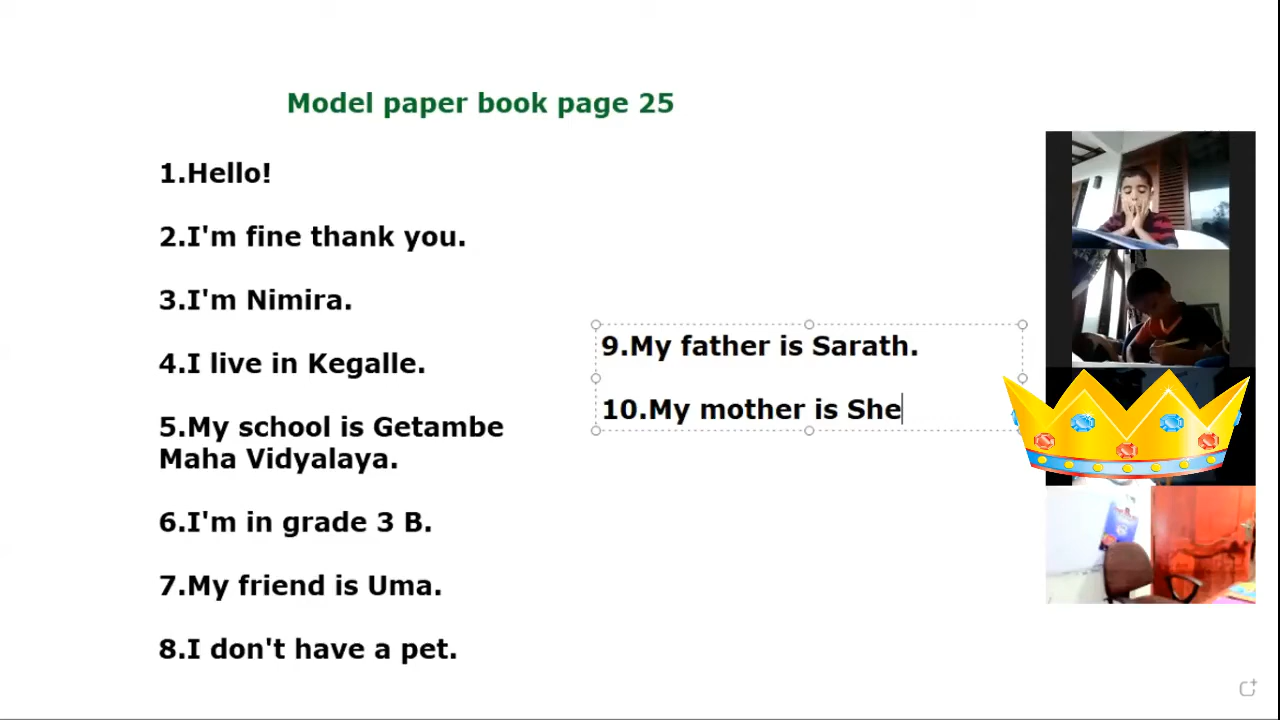 Model paper book page 25
1.Hello!
2.I'm fine thank you.
3.I'm Nimira.
4.I live in Kegalle.
5.My school is Getambe
Maha Vidyalaya.
6.I'm in grade 3 B.
7.My friend is Uma.
8.I don't have a pet.
9.My father is Sarath.
10.My mother is She